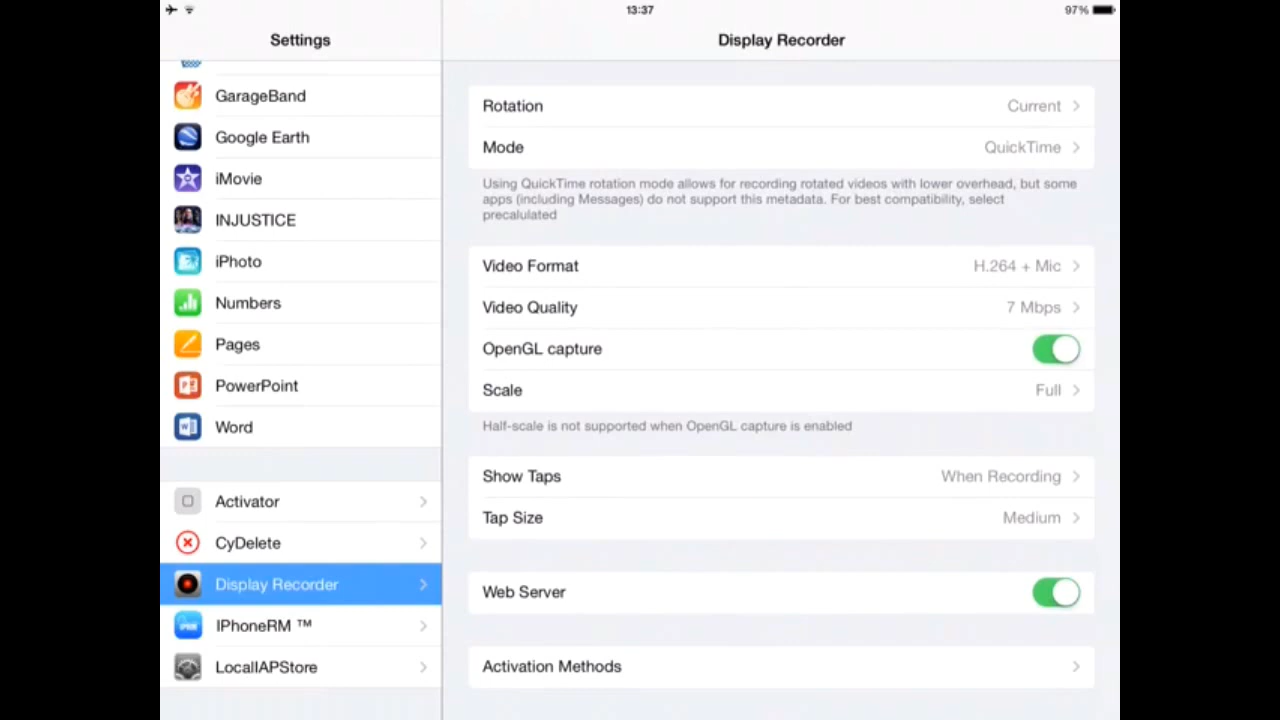 13:37
97%
Settings
Display Recorder
GarageBand
Google Earth
iMovie
INJUSTICE
iPhoto
Numbers
Pages
PowerPoint
Word
Activator
CyDelete
Display Recorder
IPhoneRM ™
LocalIAPStore
Rotation Current
Mode QuickTime
Using QuickTime rotation mode allows for recording rotated videos with lower overhead, but some
apps (including Messages) do not support this metadata. For best compatibility, select
precalulated
Video Format H.264 + Mic
Video Quality 7 Mbps
OpenGL capture
Scale Full
Half-scale is not supported when OpenGL capture is enabled
Show Taps When Recording
Tap Size Medium
Web Server
Activation Methods